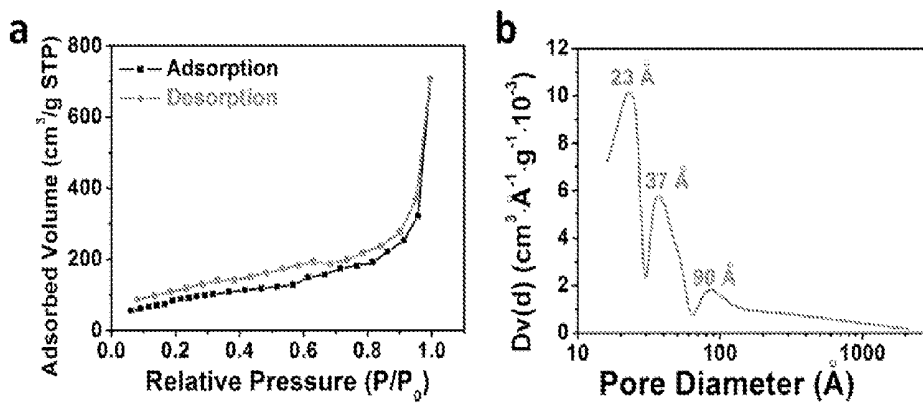 a
Adsorbed Volume (cm³/g STP)
800
600
400
200
0
Adsorption
Desorption
0.0 0.2 0.4 0.6 0.8 1.0
Relative Pressure (P/P₀)
b
Dv(d) (cm³·Å⁻¹·g⁻¹·10⁻³)
12
10
8
6
4
2
0
23 Å
37 Å
90 Å
10 100 1000
Pore Diameter (Å)